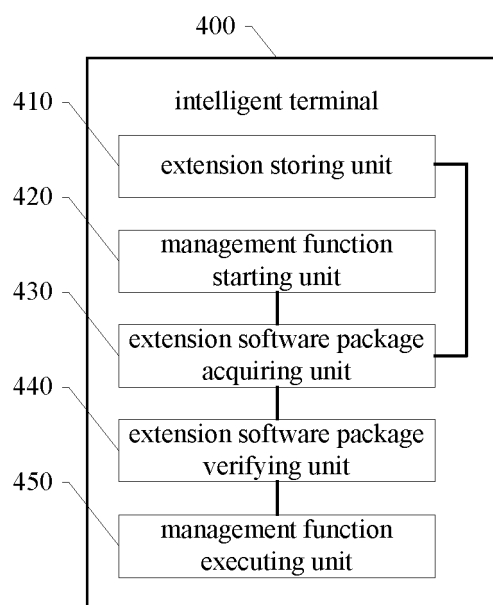 400
intelligent terminal
410
extension storing unit
420
management function
starting unit
430
extension software package
acquiring unit
440
extension software package
verifying unit
450
management function
executing unit